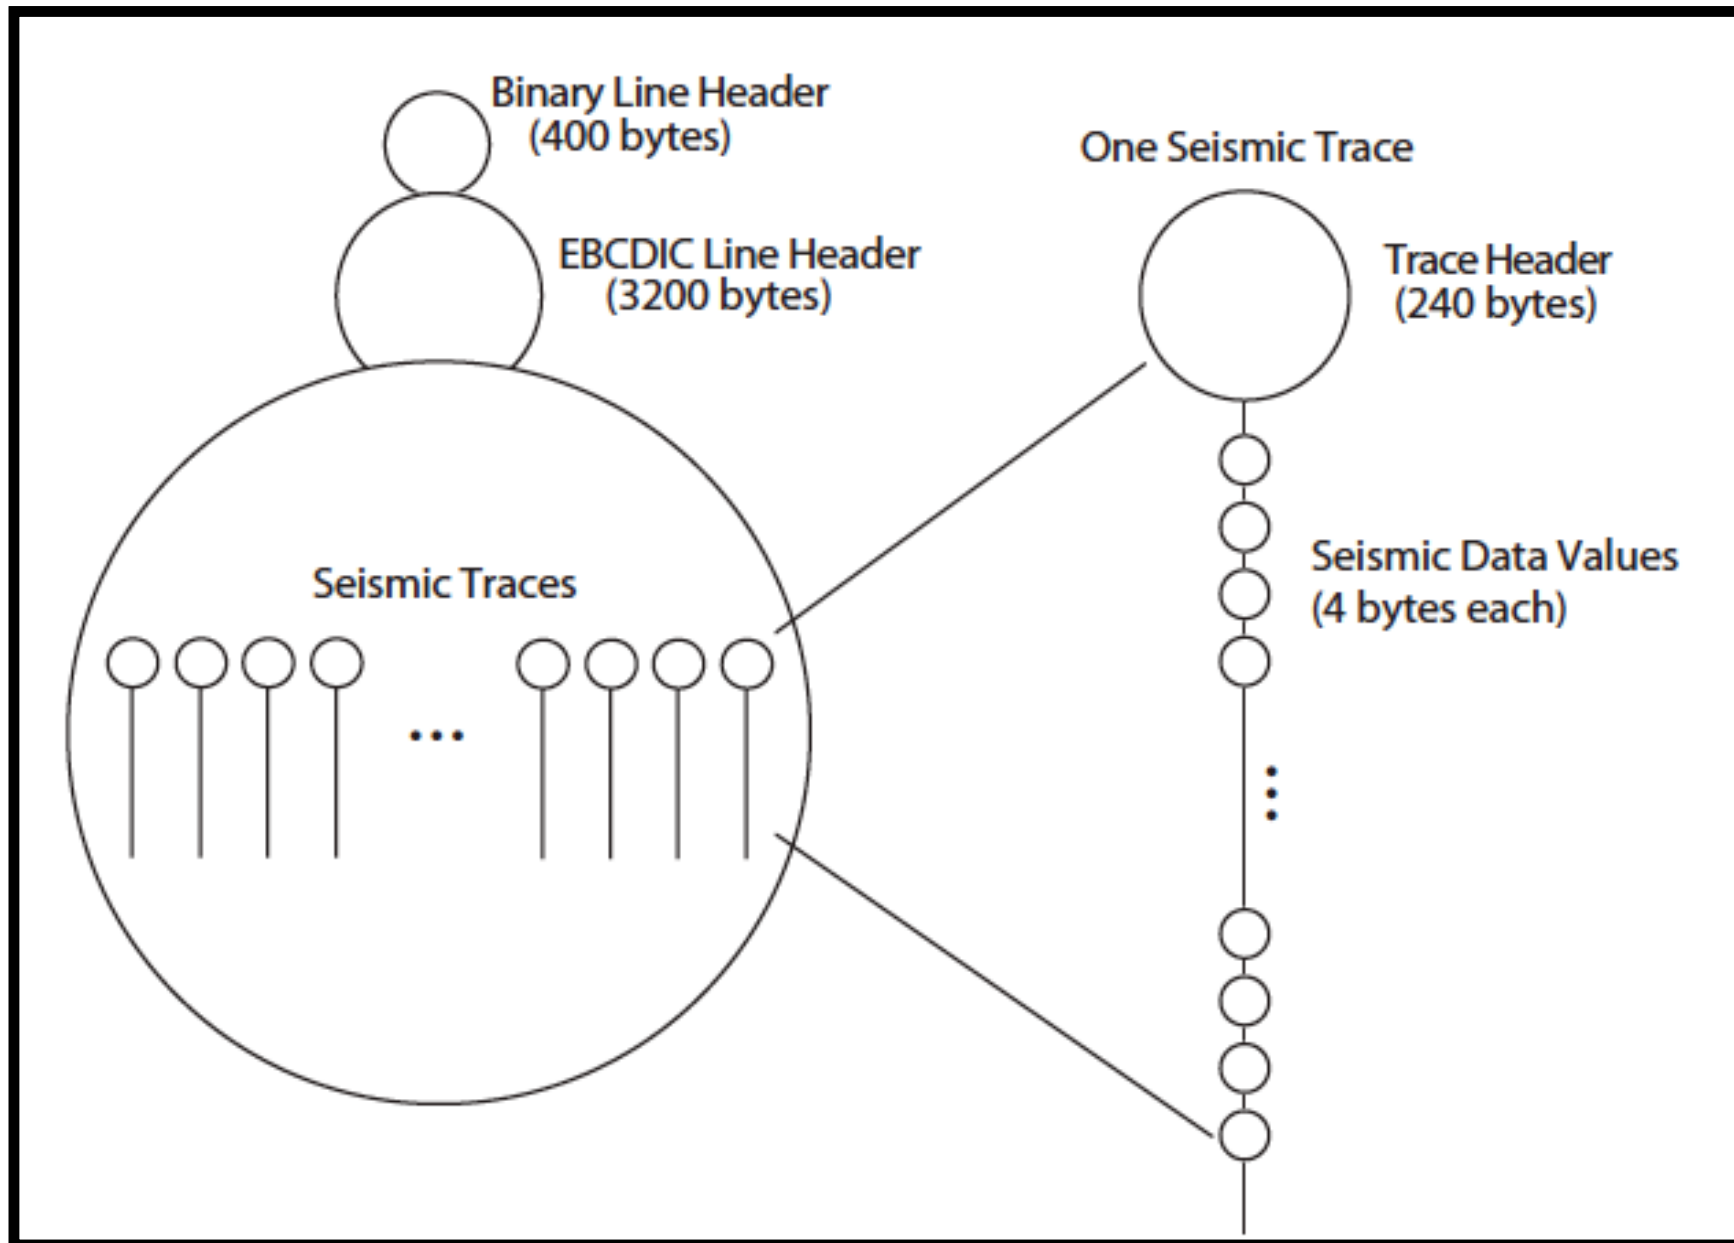 Binary Line Header
(400 bytes)
One Seismic Trace
EBCDIC Line Header
(3200 bytes)
Trace Header
(240 bytes)
Seismic Data Values
(4 bytes each)
Seismic Traces
...
...